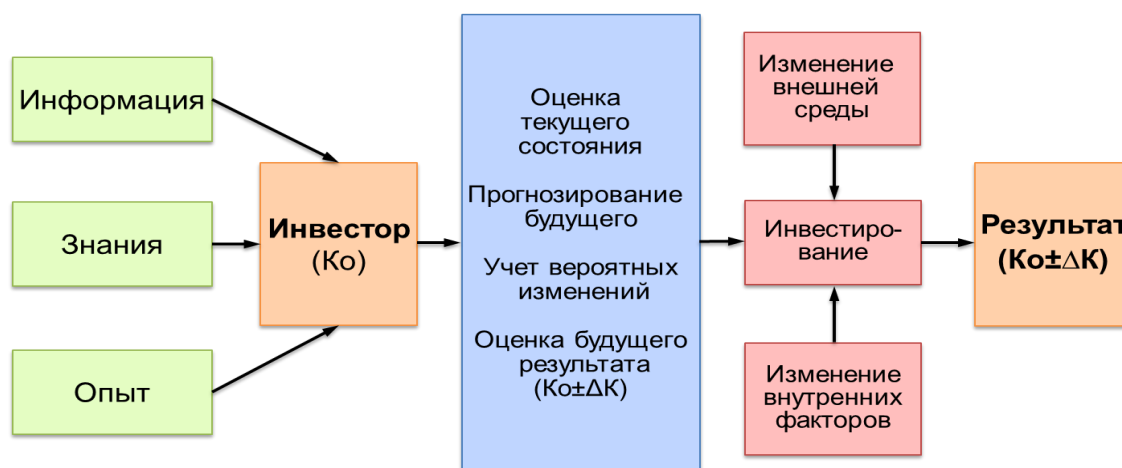 Информация
Знания
Опыт
Инвестор
(Ко)
Оценка
текущего
состояния
Прогнозирование
будущего
Учет вероятных
изменений
Оценка будущего
результата
(Ко±ΔК)
Изменение
внешней
среды
Инвестиро-
вание
Изменение
внутренних
факторов
Результат
(Ко±ΔК)